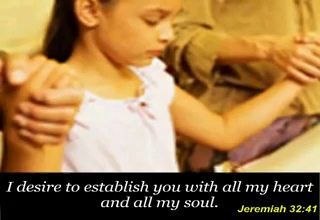 I desire to establish you with all my heart
and all my soul.
Jeremiah 32:41